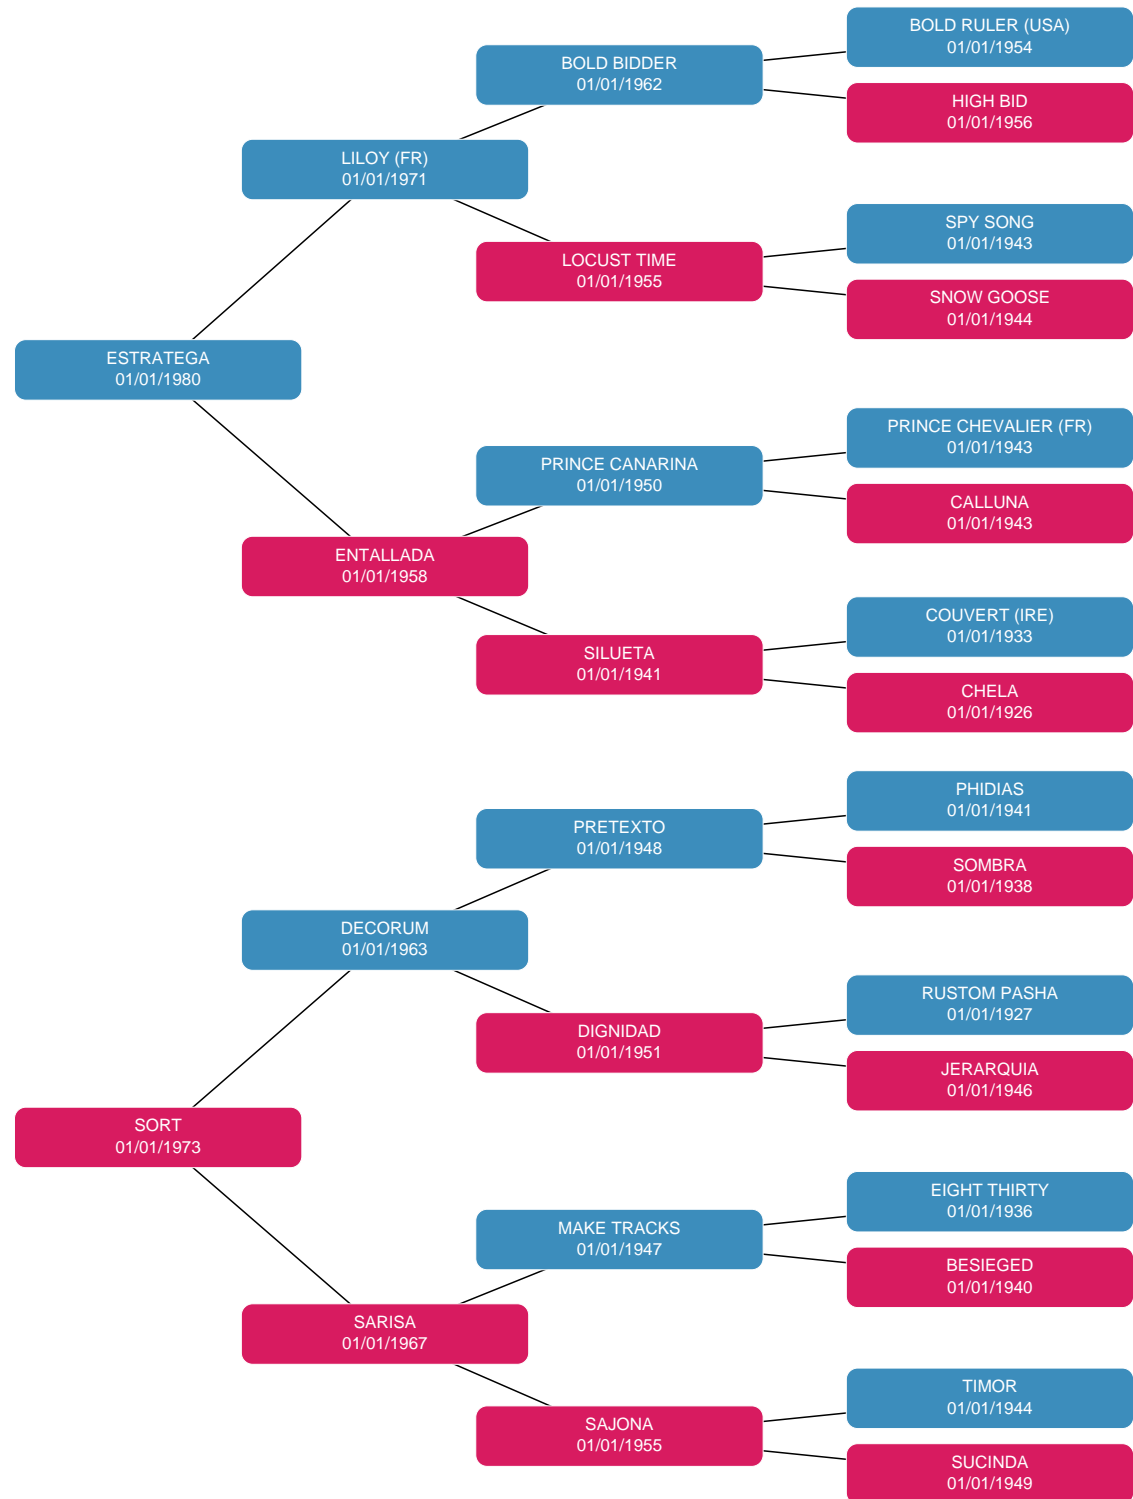 BOLD RULER (USA)
01/01/1954
BOLD BIDDER
01/01/1962
HIGH BID
01/01/1956
LILOY (FR)
01/01/1971
SPY SONG
01/01/1943
LOCUST TIME
01/01/1955
SNOW GOOSE
01/01/1944
ESTRATEGA
01/01/1980
PRINCE CHEVALIER (FR)
01/01/1943
PRINCE CANARINA
01/01/1950
CALLUNA
01/01/1943
ENTALLADA
01/01/1958
COUVERT (IRE)
01/01/1933
SILUETA
01/01/1941
CHELA
01/01/1926
PHIDIAS
01/01/1941
PRETEXTO
01/01/1948
SOMBRA
01/01/1938
DECORUM
01/01/1963
RUSTOM PASHA
01/01/1927
DIGNIDAD
01/01/1951
JERARQUIA
01/01/1946
SORT
01/01/1973
EIGHT THIRTY
01/01/1936
MAKE TRACKS
01/01/1947
BESIEGED
01/01/1940
SARISA
01/01/1967
TIMOR
01/01/1944
SAJONA
01/01/1955
SUCINDA
01/01/1949